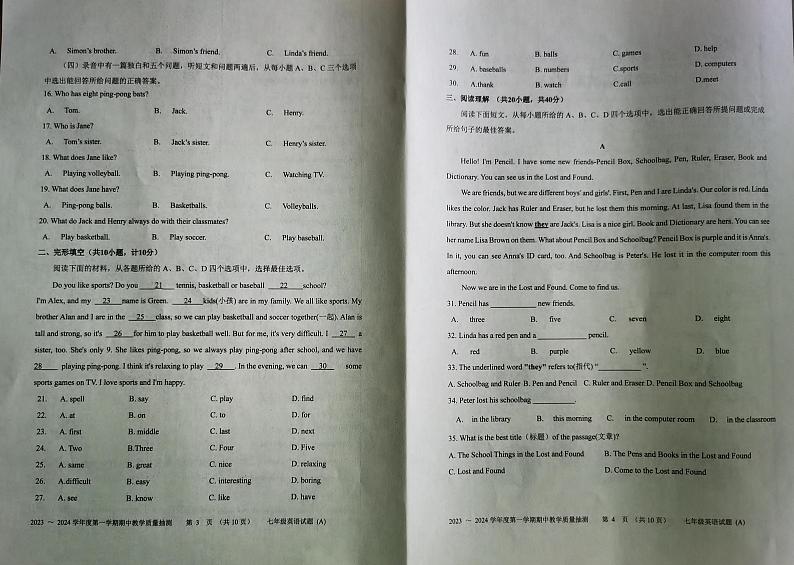 A. Simon's brother. B. Simon's friend. C. Linda's friend.
(四) 录音中有一篇独白和五个问题，听短文和问题两遍后，从每小题 A、B、C 三个选项
中选出能回答所给问题的正确答案。
16. Who has eight ping-pong bats?
A. Tom. B. Jack. C. Henry.
17. Who is Jane?
A. Tom's sister. B. Jack's sister. C. Henry's sister.
18. What does Jane like?
A. Playing volleyball. B. Playing ping-pong. C. Watching TV.
19. What does Jane have?
A. Ping-pong balls. B. Basketballs. C. Volleyballs.
20. What do Jack and Henry always do with their classmates?
A. Play basketball. B. Play soccer. C. Play baseball.
二、完形填空（共10小题，计10分）
阅读下面的材料，从各题所给的 A、B、C、D 四个选项中，选择最佳选项。
Do you like sports? Do you 21 tennis, basketball or baseball 22 school?
I'm Alex, and my 23 name is Green. 24 kids(小孩) are in my family. We all like sports. My
brother Alan and I are in the 25 class, so we can play basketball and soccer together(一起). Alan is
tall and strong, so it's 26 for him to play basketball well. But for me, it's very difficult. I 27 a
sister, too. She's only 9. She likes ping-pong, so we always play ping-pong after school, and we have
28 playing ping-pong. I think it's relaxing to play 29 . In the evening, we can 30 some
sports games on TV. I love sports and I'm happy.
21. A. spell B. say C. play D. find
22. A. at B. on C. to D. for
23. A. first B. middle C. last D. next
24. A. Two B.Three C. Four D. Five
25. A. same B. great C. nice D. relaxing
26. A.difficult B. easy C. interesting D. boring
27. A. see B. know C. like D. have
2023 ~ 2024学年度第一学期期中教学质量抽测 第 3 页 （共10页） 七年级英语试题 (A)
28. A. fun B. balls C. games D. help
29. A. baseballs B. numbers C.sports D. computers
30. A.thank B. watch C.call D.meet
三、阅读理解 （共20小题，共40分）
阅读下面短文，从每小题所给的 A、B、C、D 四个选项中，选出能正确回答所提问题或完成
所给句子的最佳答案。
A
Hello! I'm Pencil. I have some new friends-Pencil Box, Schoolbag, Pen, Ruler, Eraser, Book and
Dictionary. You can see us in the Lost and Found.
We are friends, but we are different boys' and girls'. First, Pen and I are Linda's. Our color is red. Linda
likes the color. Jack has Ruler and Eraser, but he lost them this morning. At last, Lisa found them in the
library. But she doesn't know they are Jack's. Lisa is a nice girl. Book and Dictionary are hers. You can see
her name Lisa Brown on them. What about Pencil Box and Schoolbag? Pencil Box is purple and it is Anna's.
In it, you can see Anna's ID card, too. And Schoolbag is Peter's. He lost it in the computer room this
afternoon.
Now we are in the Lost and Found. Come to find us.
31. Pencil has ________ new friends.
A. three B. five C. seven D. eight
32. Linda has a red pen and a ________ pencil.
A. red B. purple C. yellow D. blue
33. The underlined word "they" refers to(指代) "________ ".
A. Schoolbag and Ruler B. Pen and Pencil C. Ruler and Eraser D. Pencil Box and Schoolbag
34. Peter lost his schoolbag ________.
A. in the library B. this morning C. in the computer room D. in the classroom
35. What is the best title（标题）of the passage(文章)?
A. The School Things in the Lost and Found B. The Pens and Books in the Lost and Found
C. Lost and Found D. Come to the Lost and Found
2023 ~ 2024学年度第一学期期中教学质量抽测 第 4 页 （共10页） 七年级英语试题 (A)